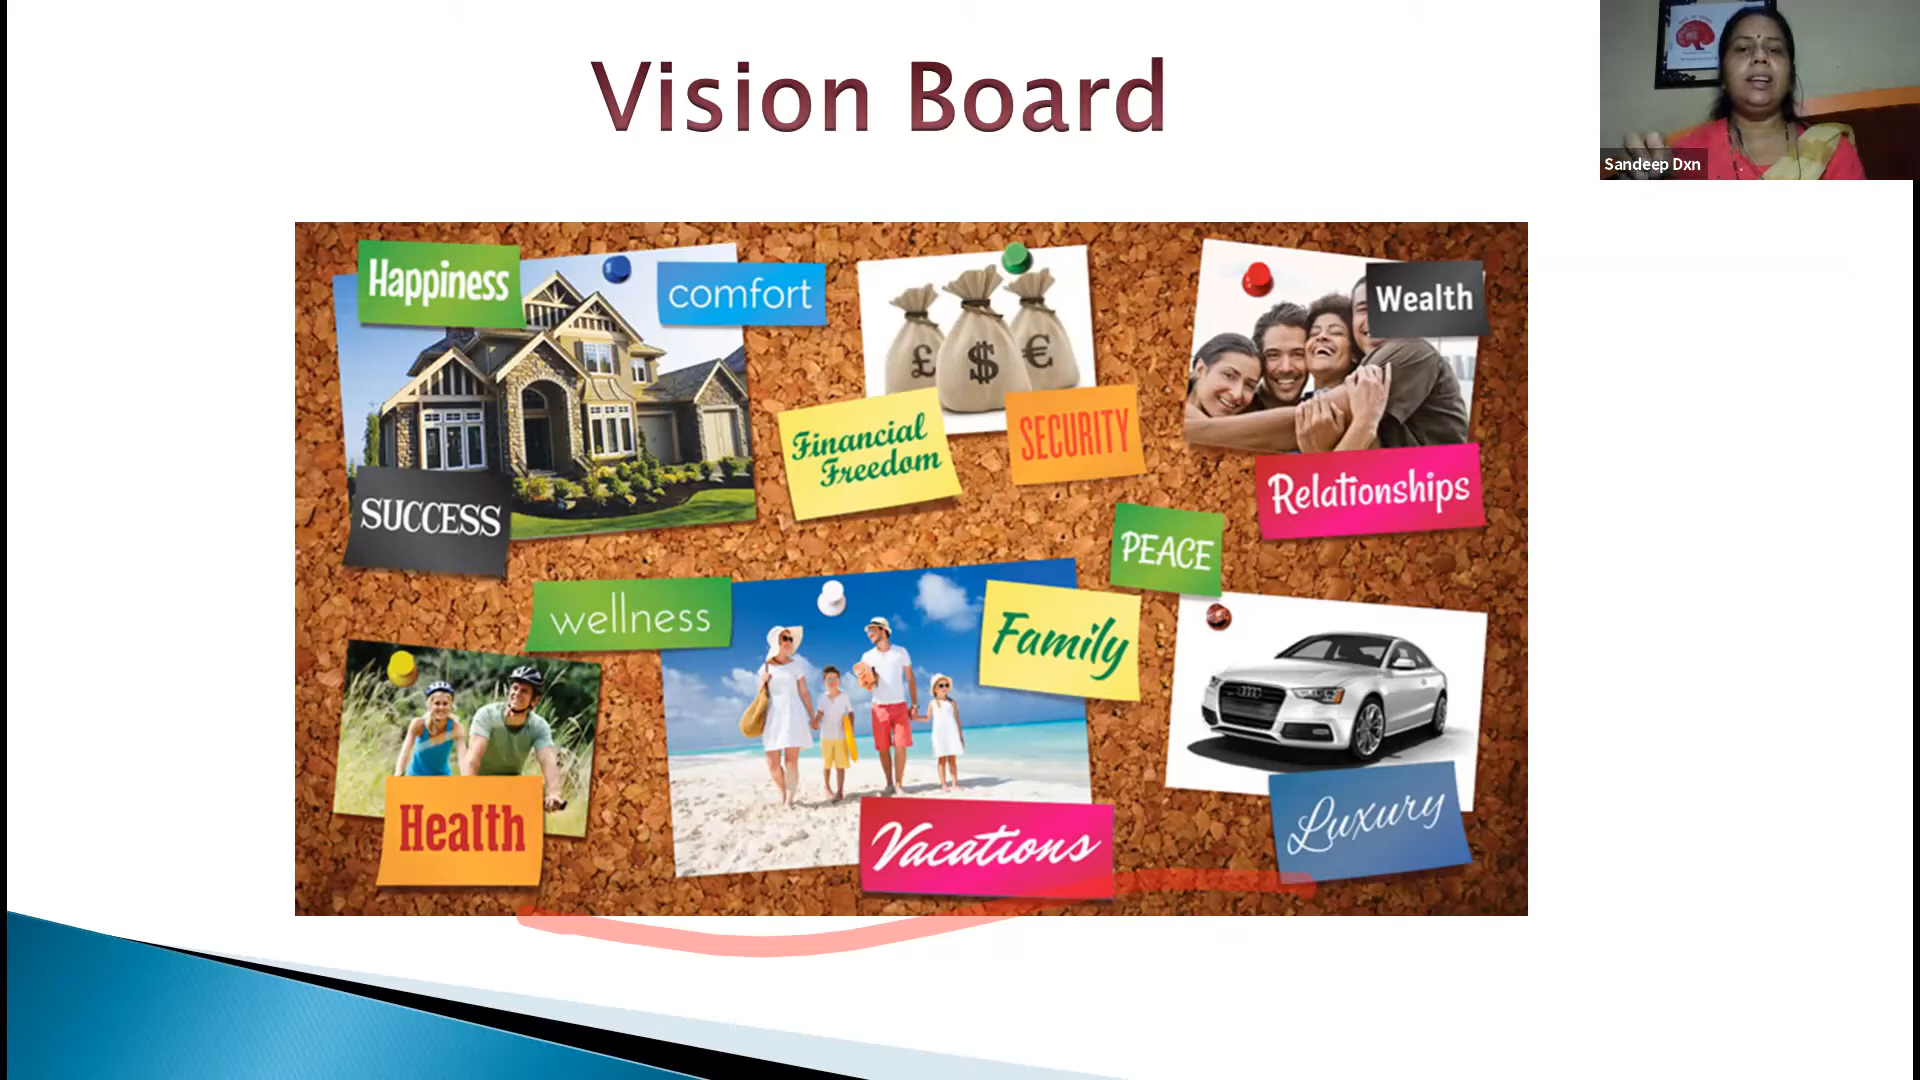 Vision Board
Sandeep Dxn
Happiness
comfort
£
$
€
Wealth
Financial
Freedom
SECURITY
Relationships
SUCCESS
PEACE
wellness
Family
Health
Vacations
Luxury